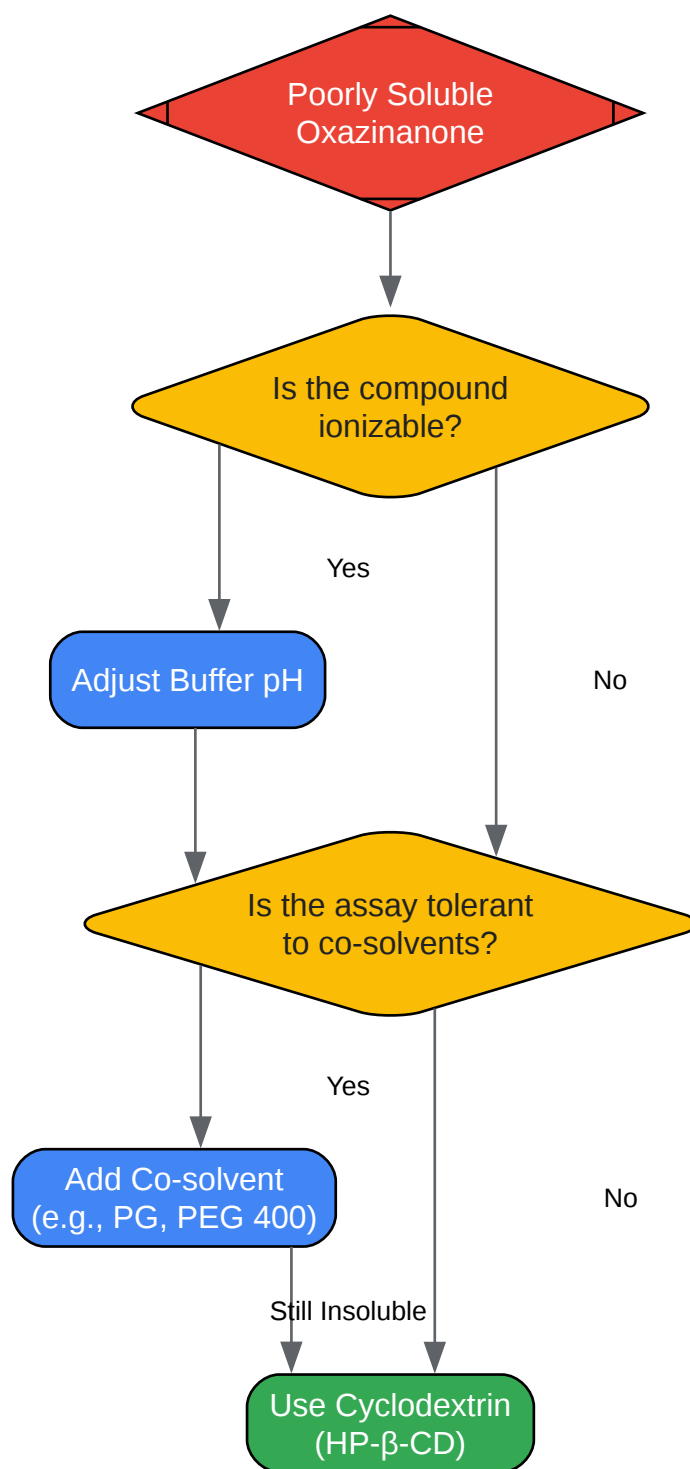 Poorly Soluble
Oxazinanone
Is the compound
ionizable?
Yes
Adjust Buffer pH
No
Is the assay tolerant
to co-solvents?
Yes
Add Co-solvent
(e.g., PG, PEG 400)
No
Still Insoluble
Use Cyclodextrin
(HP-β-CD)